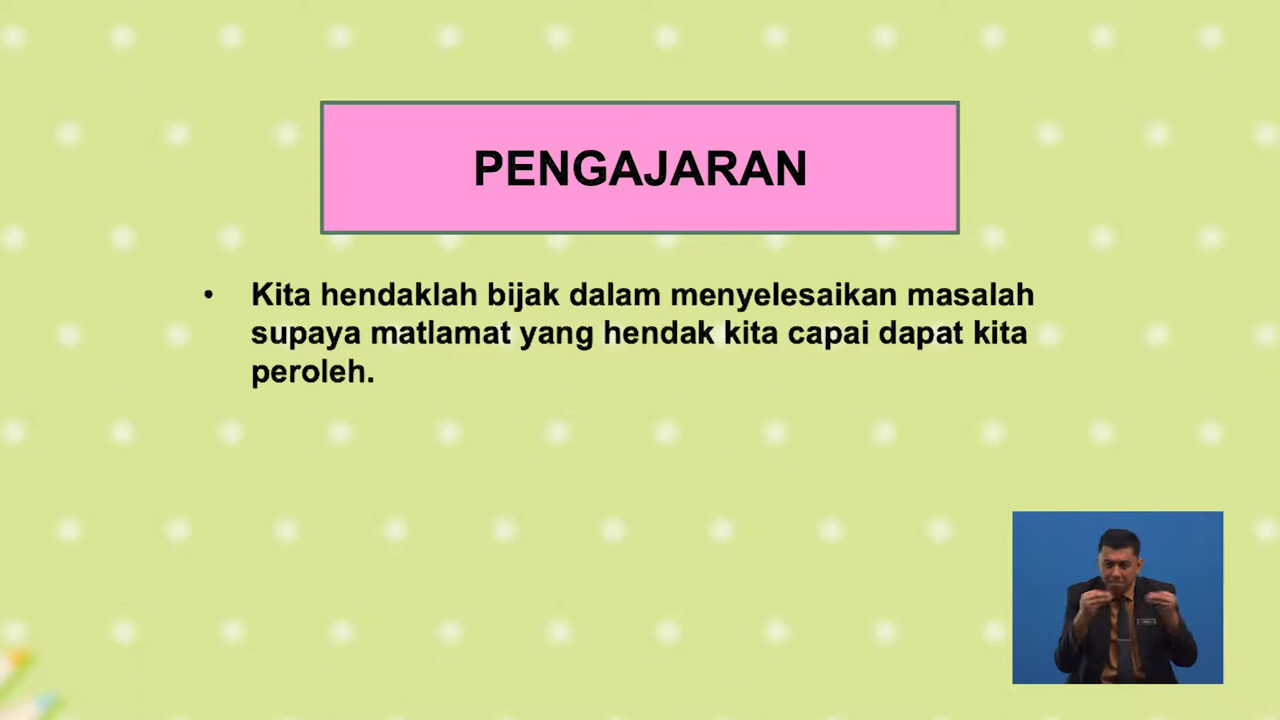 PENGAJARAN
• Kita hendaklah bijak dalam menyelesaikan masalah
supaya matlamat yang hendak kita capai dapat kita
peroleh.